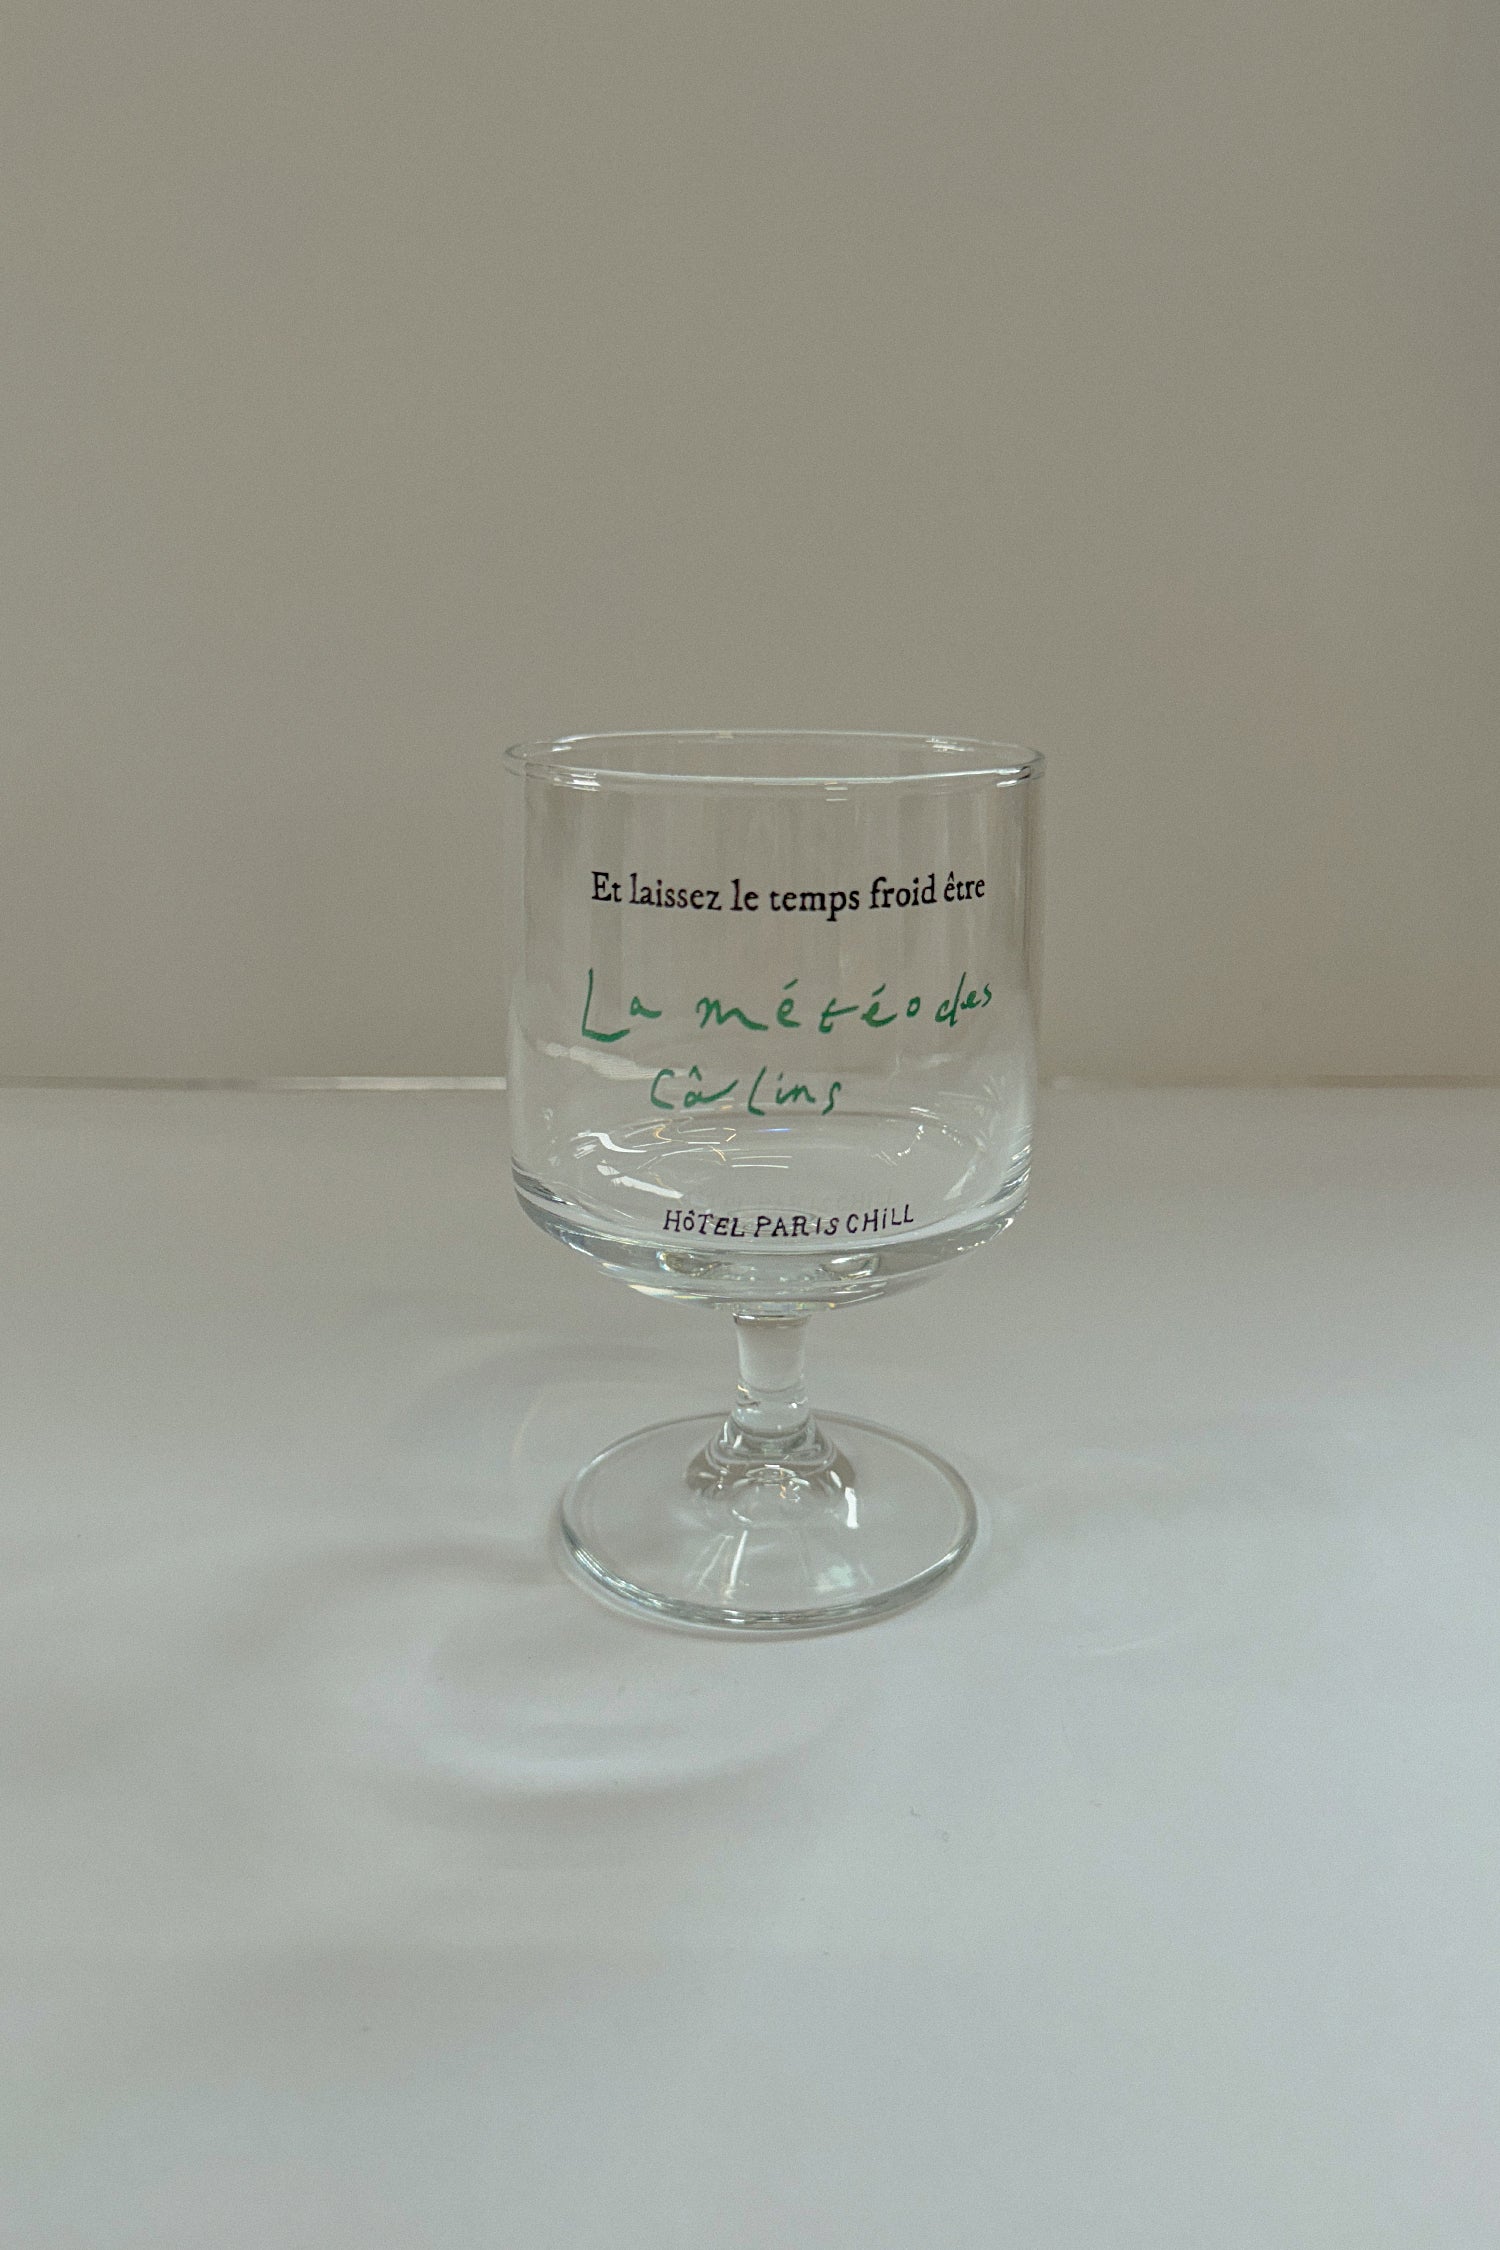 Et laissez le temps froid être
La météo des
Câlins
HôTEL PARIS CHiLL